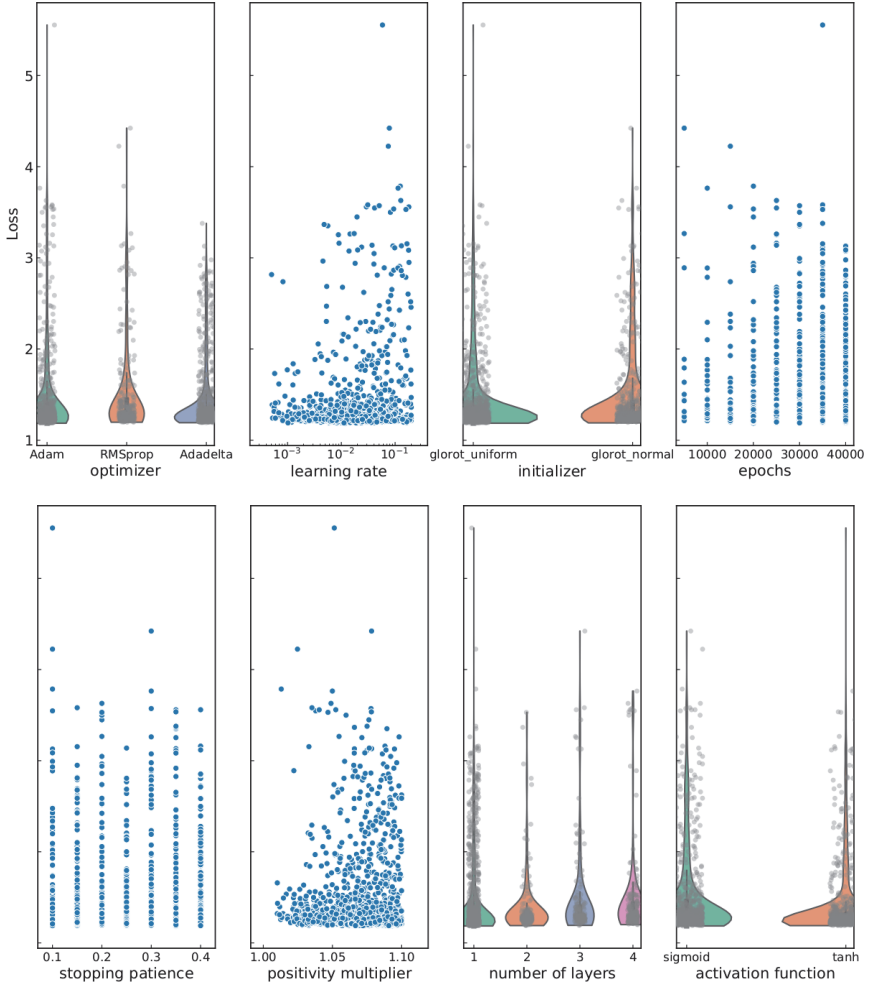 Loss
5
4
3
2
1
Adam RMSprop Adadelta
optimizer
10⁻³ 10⁻² 10⁻¹
learning rate
glorot_uniform glorot_normal
initializer
10000 20000 30000 40000
epochs
0.1 0.2 0.3 0.4
stopping patience
1.00 1.05 1.10
positivity multiplier
1 2 3 4
number of layers
sigmoid tanh
activation function